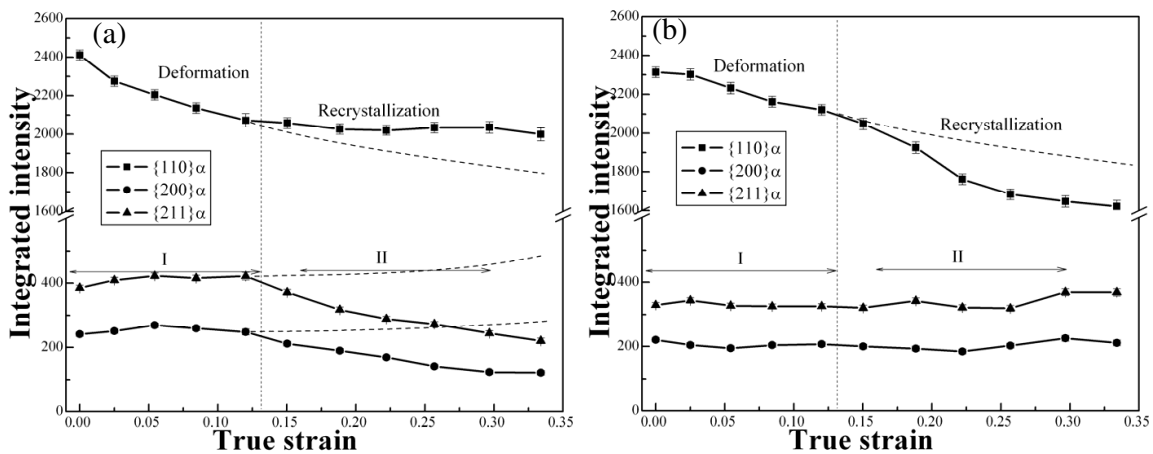 (a)
Integrated intensity
2600
2400
2200
2000
1800
1600
400
200
0
Deformation
Recrystallization
{110}α
{200}α
{211}α
I
II
0.00 0.05 0.10 0.15 0.20 0.25 0.30 0.35
True strain
(b)
Integrated intensity
2600
2400
2200
2000
1800
1600
400
200
0
Deformation
Recrystallization
{110}α
{200}α
{211}α
I
II
0.00 0.05 0.10 0.15 0.20 0.25 0.30 0.35
True strain